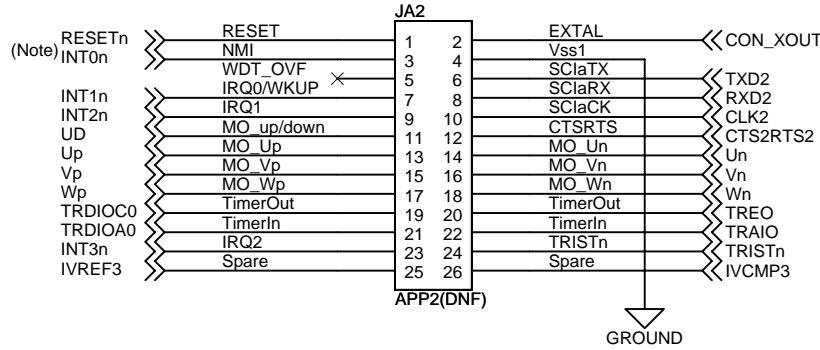 JA2
RESETn RESET 1 2 EXTAL CON_XOUT
(Note) INT0n NMI 3 4 Vss1
WDT_OVF 5 6 SCIaTX TXD2
INT1n IRQ0/WKUP 7 8 SCIaRX RXD2
INT2n IRQ1 9 10 SCIaCK CLK2
UD MO_up/down 11 12 CTSRTS CTS2RTS2
Up MO_Up 13 14 MO_Un Un
Vp MO_Vp 15 16 MO_Vn Vn
Wp MO_Wp 17 18 MO_Wn Wn
TRDIOC0 TimerOut 19 20 TimerOut TREO
TRDIOA0 TimerIn 21 22 TimerIn TRAIO
INT3n IRQ2 23 24 TRISTn TRISTn
IVREF3 Spare 25 26 Spare IVCMP3
APP2(DNF)
GROUND